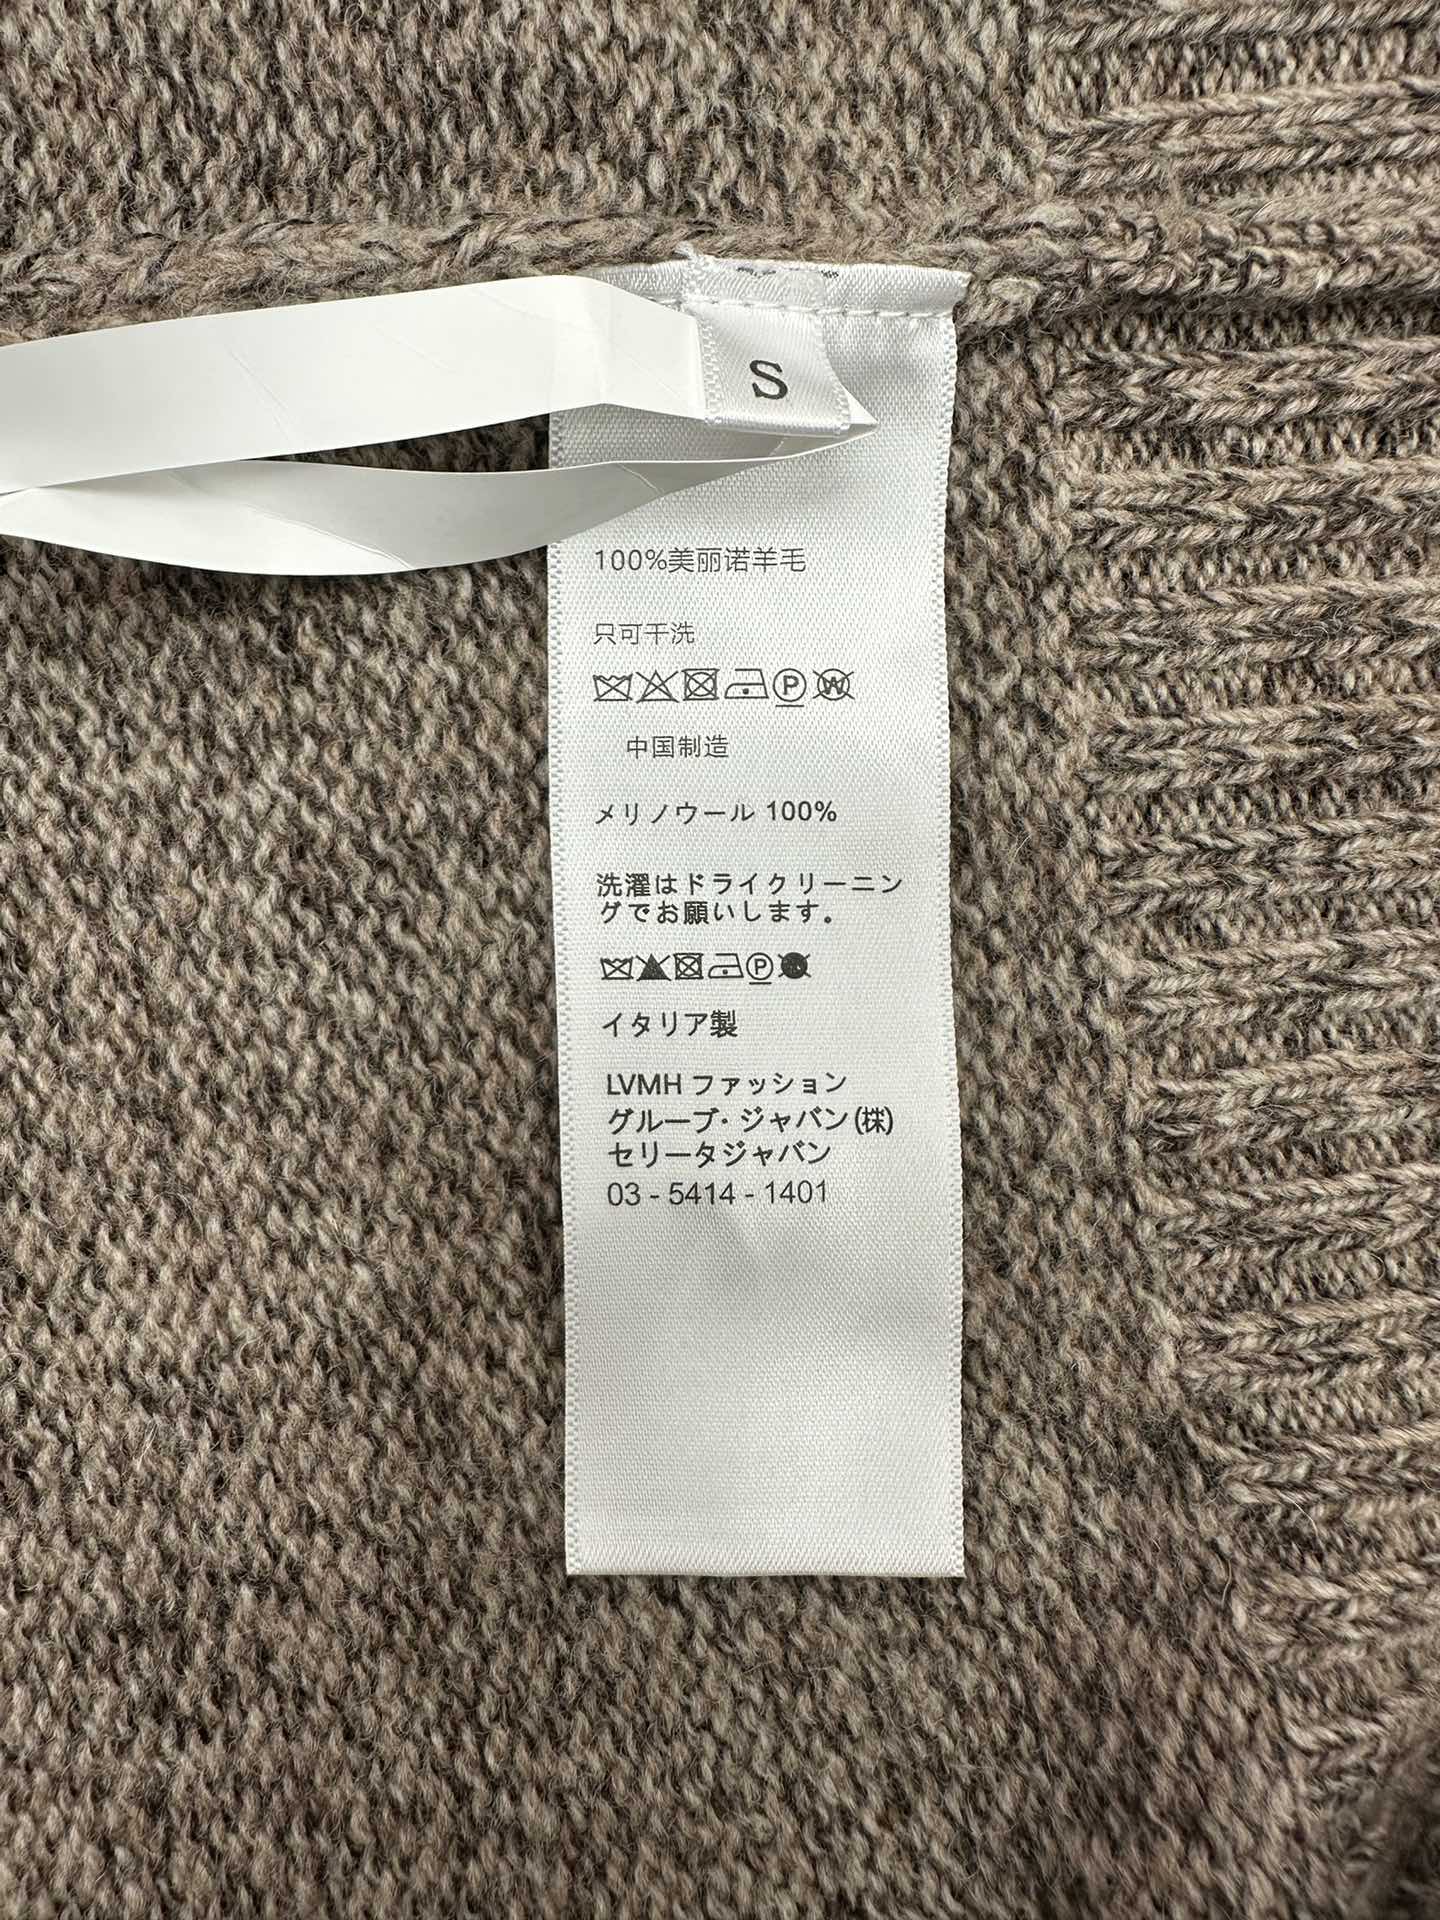 S
100%美丽诺羊毛
只可干洗
P W
中国制造
メリノウール 100%
洗濯はドライクリーニン
グでお願いします。
P
イタリア製
LVMH ファッション
グループ・ジャパン(株)
セリータジャパン
03 - 5414 - 1401